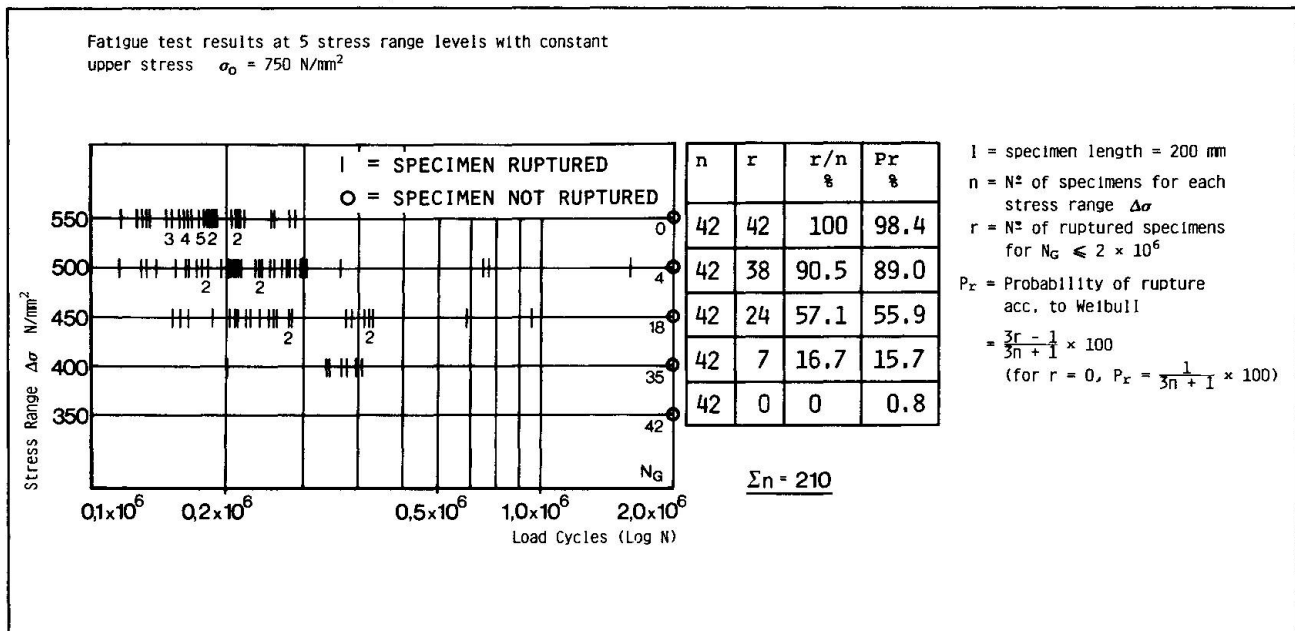 Fatigue test results at 5 stress range levels with constant
upper stress σo = 750 N/mm²
| = SPECIMEN RUPTURED
O = SPECIMEN NOT RUPTURED
Stress Range Δσ N/mm²
550
3 4 5 2 2
0
500
2 2
4
450
2 2
18
400
35
350
42
NG
0,1x10⁶ 0,2x10⁶ 0,5x10⁶ 1,0x10⁶ 2,0x10⁶
Load Cycles (Log N)
n r r/n % Pr %
42 42 100 98.4
42 38 90.5 89.0
42 24 57.1 55.9
42 7 16.7 15.7
42 0 0 0.8
Σn = 210
l = specimen length = 200 mm
n = Nº of specimens for each
stress range Δσ
r = Nº of ruptured specimens
for NG ⩽ 2 × 10⁶
Pr = Probability of rupture
acc. to Weibull
= 3r - 1 / 3n + 1 × 100
(for r = 0, Pr = 1 / 3n + 1 × 100)